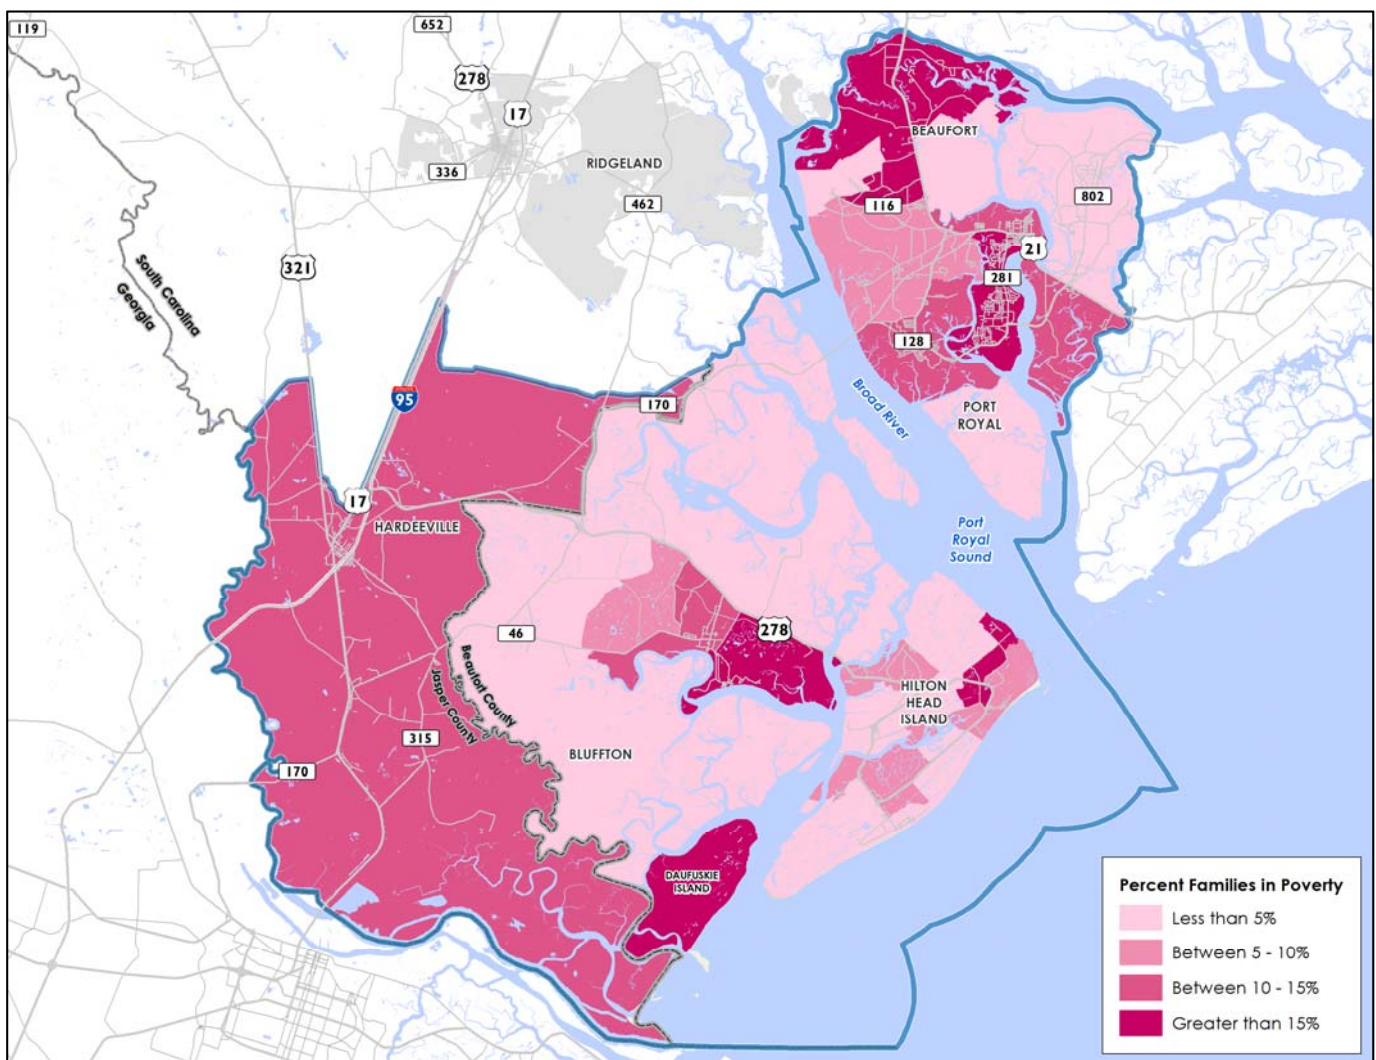 119
652
278
17
336
RIDGELAND
462
BEAUFORT
116
802
21
281
321
South Carolina
Georgia
128
95
170
Broad River
PORT
ROYAL
17
HARDEEVILLE
Port
Royal
Sound
46
278
Beaufort County
Jasper County
HILTON
HEAD
ISLAND
315
BLUFFTON
170
DAUFUSKIE
ISLAND
Percent Families in Poverty
Less than 5%
Between 5 - 10%
Between 10 - 15%
Greater than 15%